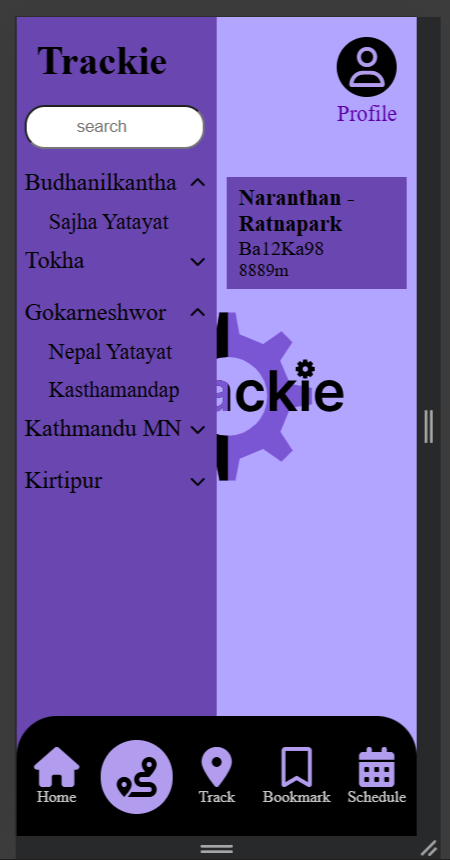 Trackie
Profile
search
Budhanilkantha
Sajha Yatayat
Tokha
Gokarneshwor
Nepal Yatayat
Kasthamandap
Kathmandu MN
Kirtipur
Naranthan -
Ratnapark
Ba12Ka98
8889m
ackie
Home
Track
Bookmark
Schedule